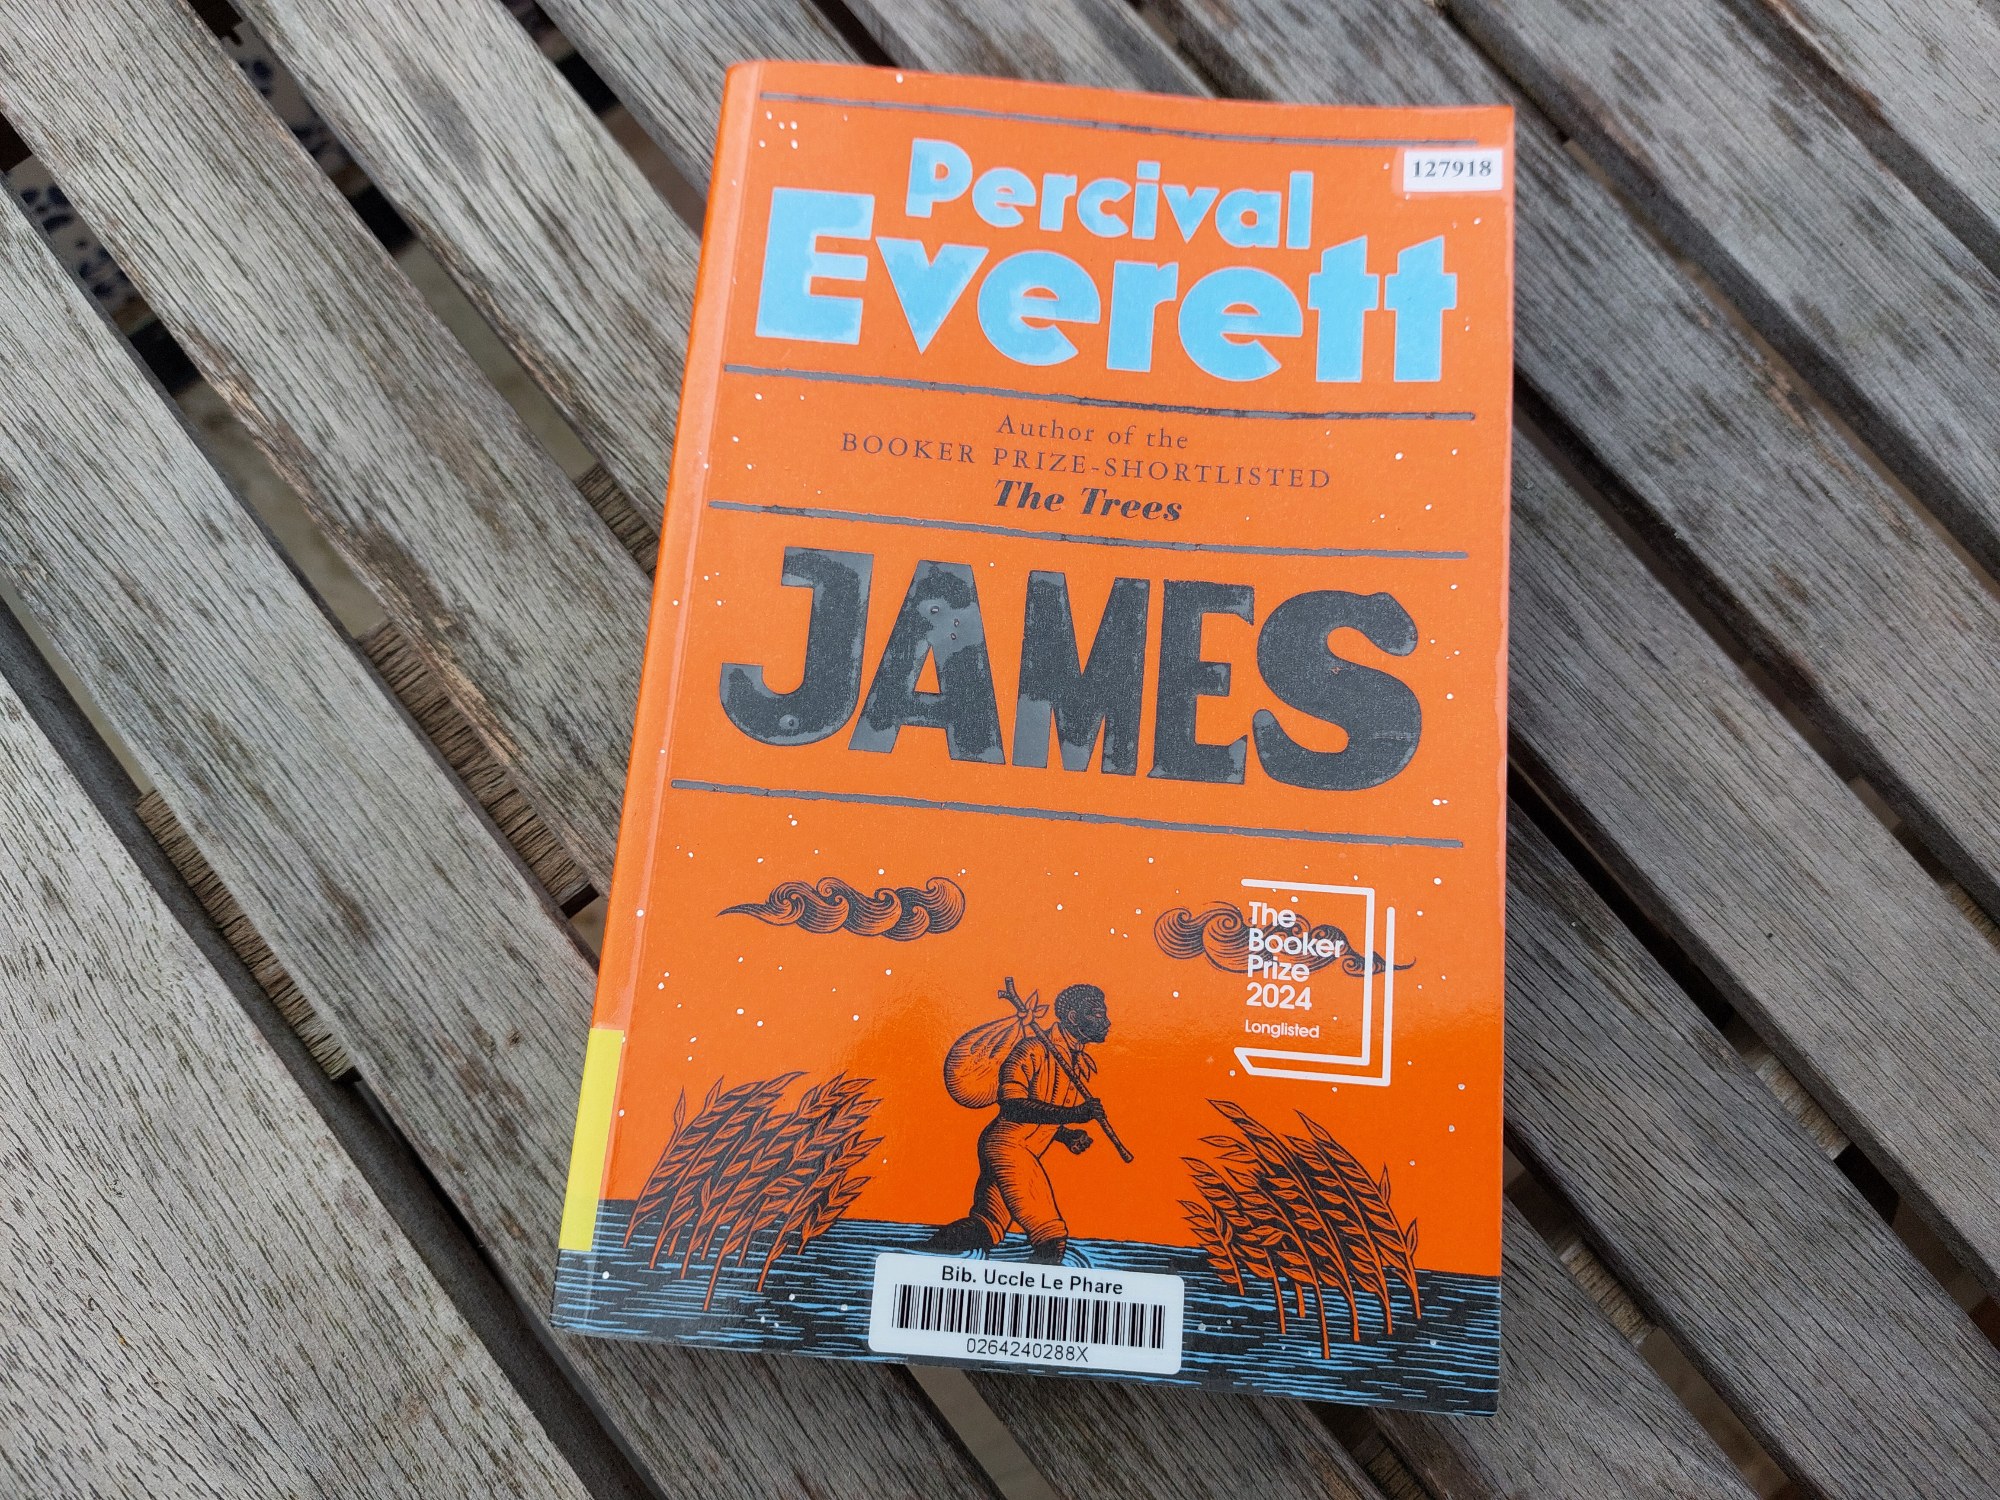 Percival
127918
Everett
Author of the
BOOKER PRIZE-SHORTLISTED
The Trees
JAMES
The
Booker
Prize
2024
Longlisted
Bib. Uccle Le Phare
0264240288X